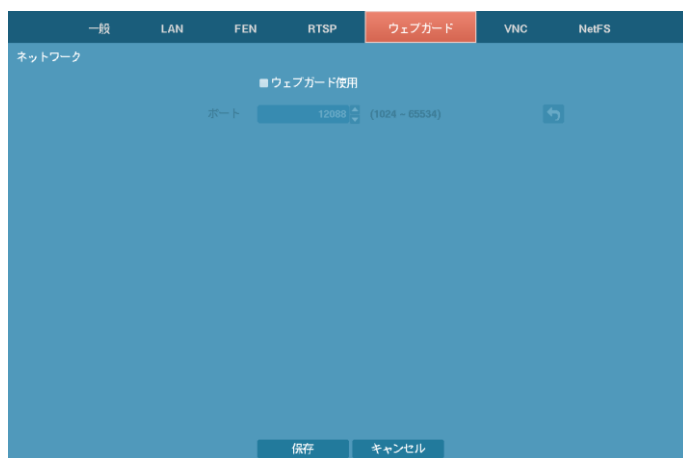 一般 LAN FEN RTSP ウェブガード VNC NetFS
ネットワーク
ウェブガード使用
ポート 12088 (1024 ~ 65534)
保存 キャンセル